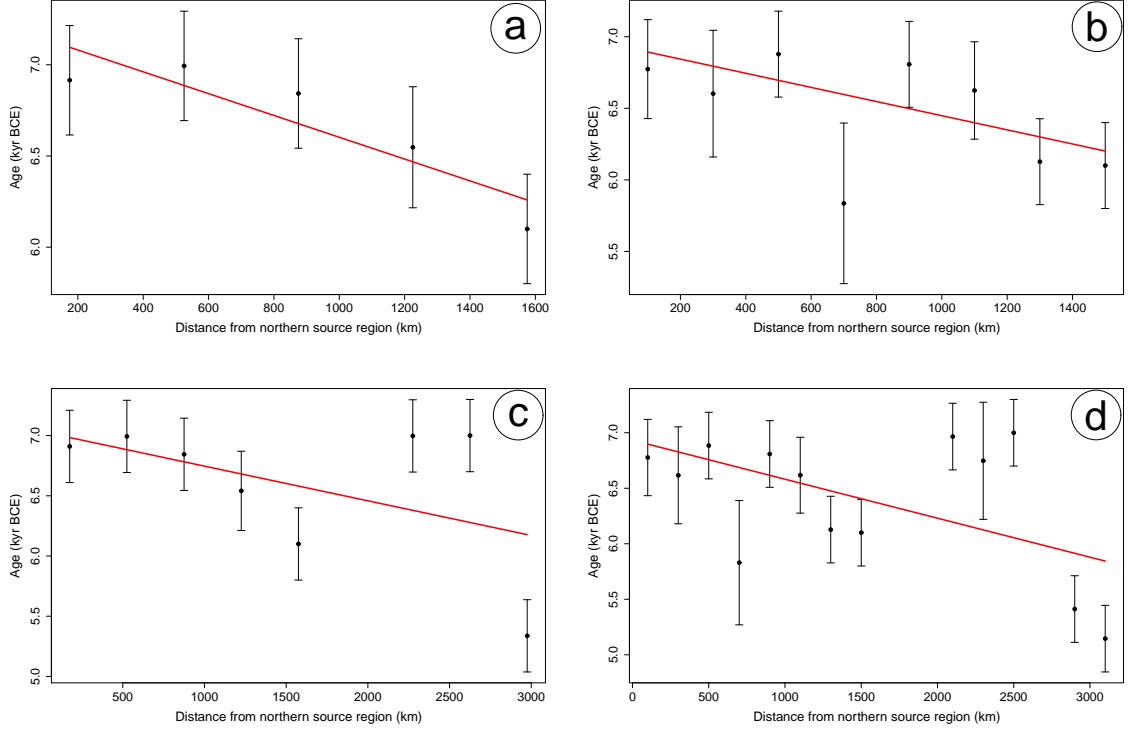 a
7.0
6.5
6.0
Age (kyr BCE)
200 400 600 800 1000 1200 1400 1600
Distance from northern source region (km)
b
7.0
6.5
6.0
5.5
Age (kyr BCE)
200 400 600 800 1000 1200 1400
Distance from northern source region (km)
c
7.0
6.5
6.0
5.5
5.0
Age (kyr BCE)
500 1000 1500 2000 2500 3000
Distance from northern source region (km)
d
7.0
6.5
6.0
5.5
5.0
Age (kyr BCE)
0 500 1000 1500 2000 2500 3000
Distance from northern source region (km)